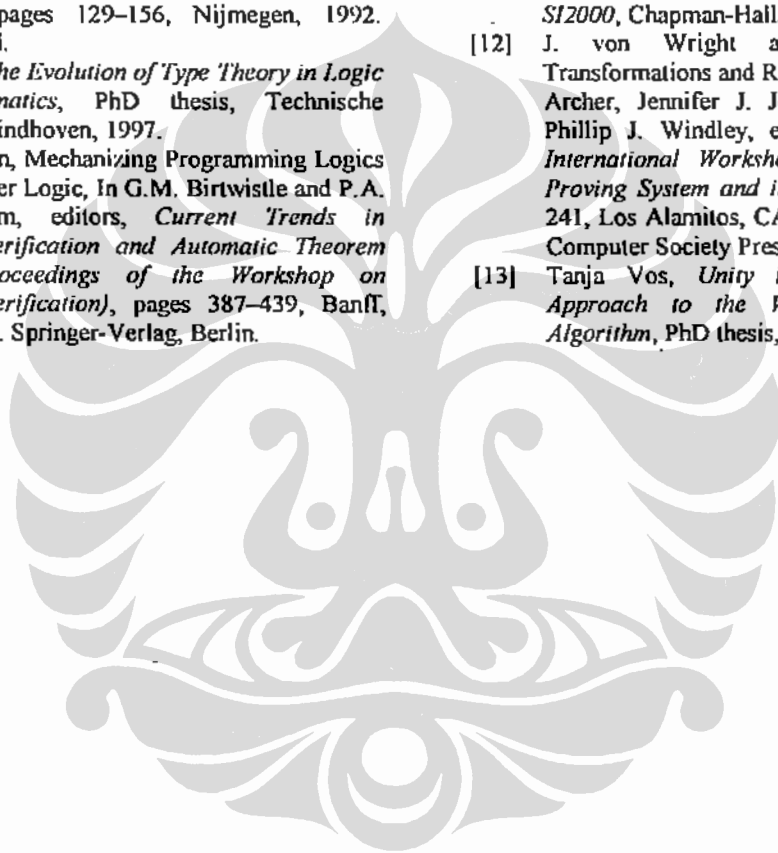 pages 129–156, Nijmegen, 1992.
i.
he Evolution of Type Theory in Logic
natics, PhD thesis, Technische
indhoven, 1997.
n, Mechanizing Programming Logics
er Logic, In G.M. Birtwistle and P.A.
m, editors, Current Trends in
erification and Automatic Theorem
oceedings of the Workshop on
erification), pages 387–439, Banff,
. Springer-Verlag, Berlin.
SI2000, Chapman-Hall
[12] J. von Wright a
Transformations and R
Archer, Jennifer J. J
Phillip J. Windley, e
International Worksho
Proving System and i
241, Los Alamitos, CA
Computer Society Pres
[13] Tanja Vos, Unity i
Approach to the W
Algorithm, PhD thesis,